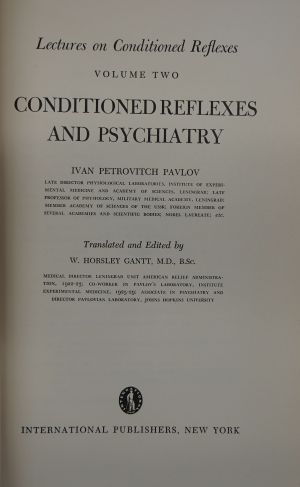 Lectures on Conditioned Reflexes
VOLUME TWO
CONDITIONED REFLEXES
AND PSYCHIATRY
IVAN PETROVITCH PAVLOV
LATE DIRECTOR PHYSIOLOGICAL LABORATORIES, INSTITUTE OF EXPERI-
MENTAL MEDICINE AND ACADEMY OF SCIENCES, LENINGRAD; LATE
PROFESSOR OF PHYSIOLOGY, MILITARY MEDICAL ACADEMY, LENINGRAD;
MEMBER ACADEMY OF SCIENCES OF THE USSR; FOREIGN MEMBER OF
SEVERAL ACADEMIES AND SCIENTIFIC BODIES; NOBEL LAUREATE; etc.
Translated and Edited by
W. HORSLEY GANTT, M.D., B.Sc.
MEDICAL DIRECTOR LENINGRAD UNIT AMERICAN RELIEF ADMINISTRA-
TION, 1922-23; CO-WORKER IN PAVLOV'S LABORATORY, INSTITUTE
EXPERIMENTAL MEDICINE, 1925-29; ASSOCIATE IN PSYCHIATRY AND
DIRECTOR PAVLOVIAN LABORATORY, JOHNS HOPKINS UNIVERSITY
INTERNATIONAL PUBLISHERS, NEW YORK